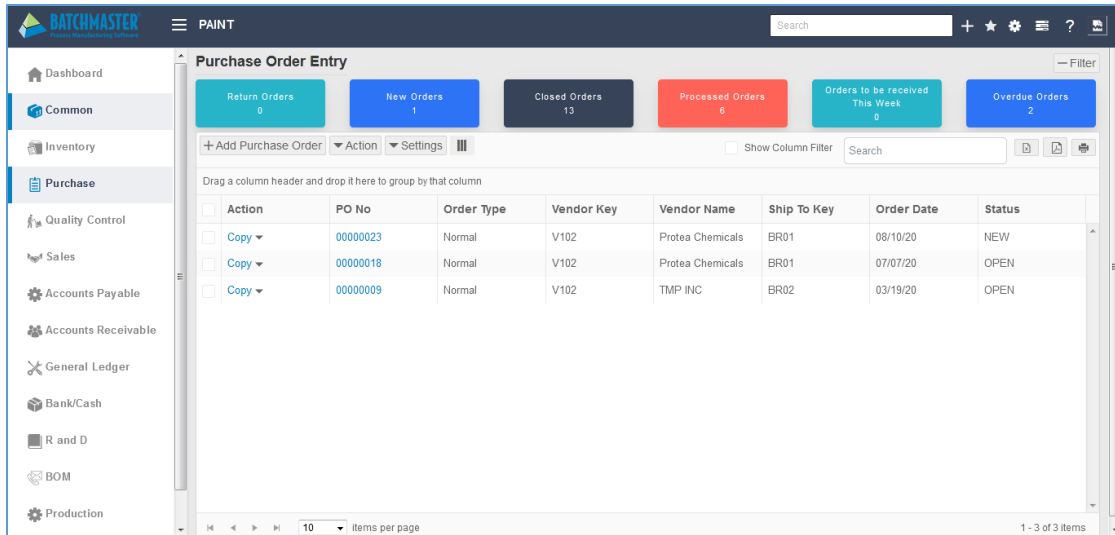 BATCHMASTER
Process Manufacturing Software
PAINT
Search
?
Dashboard
Common
Inventory
Purchase
Quality Control
Sales
Accounts Payable
Accounts Receivable
General Ledger
Bank/Cash
R and D
BOM
Production
Purchase Order Entry
Filter
Return Orders
0
New Orders
1
Closed Orders
13
Processed Orders
6
Orders to be received
This Week
0
Overdue Orders
2
+Add Purchase Order Action Settings Show Column Filter Search
Drag a column header and drop it here to group by that column
Action PO No Order Type Vendor Key Vendor Name Ship To Key Order Date Status
Copy 00000023 Normal V102 Protea Chemicals BR01 08/10/20 NEW
Copy 00000018 Normal V102 Protea Chemicals BR01 07/07/20 OPEN
Copy 00000009 Normal V102 TMP INC BR02 03/19/20 OPEN
10 items per page 1 - 3 of 3 items